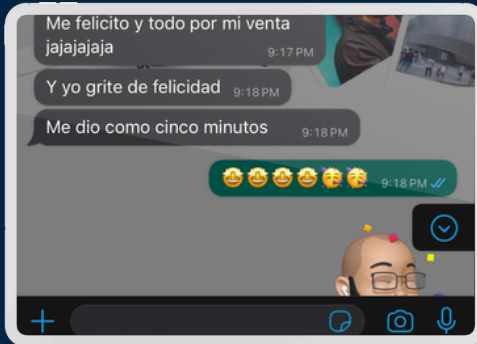 Me felicito y todo por mi venta
jajajajaja
9:17 PM
Y yo grite de felicidad
9:18 PM
Me dio como cinco minutos
9:18 PM
🤩🤩🤩🤩🥳🥳
9:18 PM